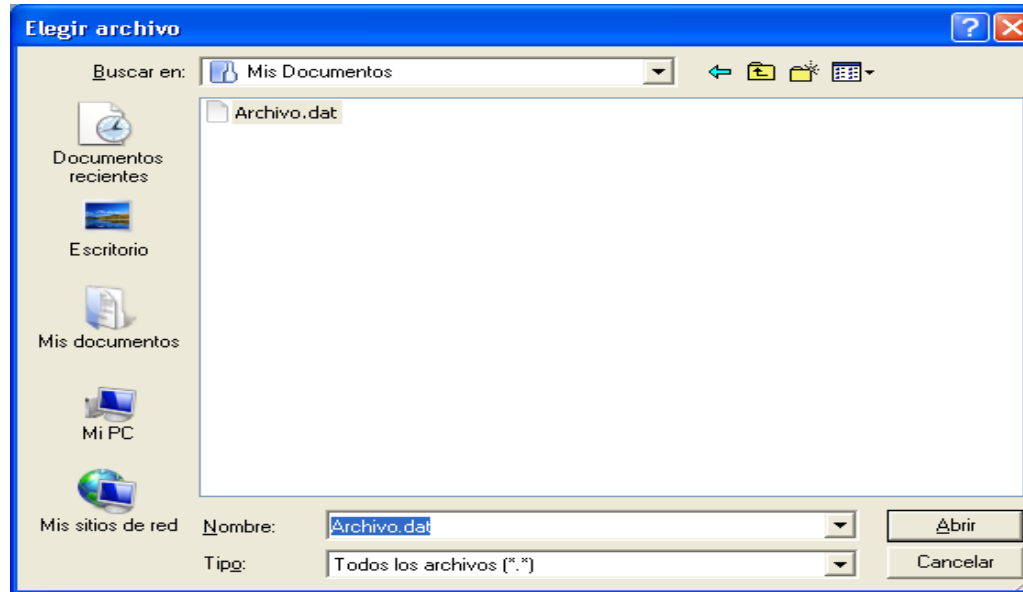 Elegir archivo
Buscar en:
Mis Documentos
Archivo.dat
Documentos
recientes
Escritorio
Mis documentos
Mi PC
Mis sitios de red
Nombre:
Archivo.dat
Abrir
Tipo:
Todos los archivos (*.*)
Cancelar